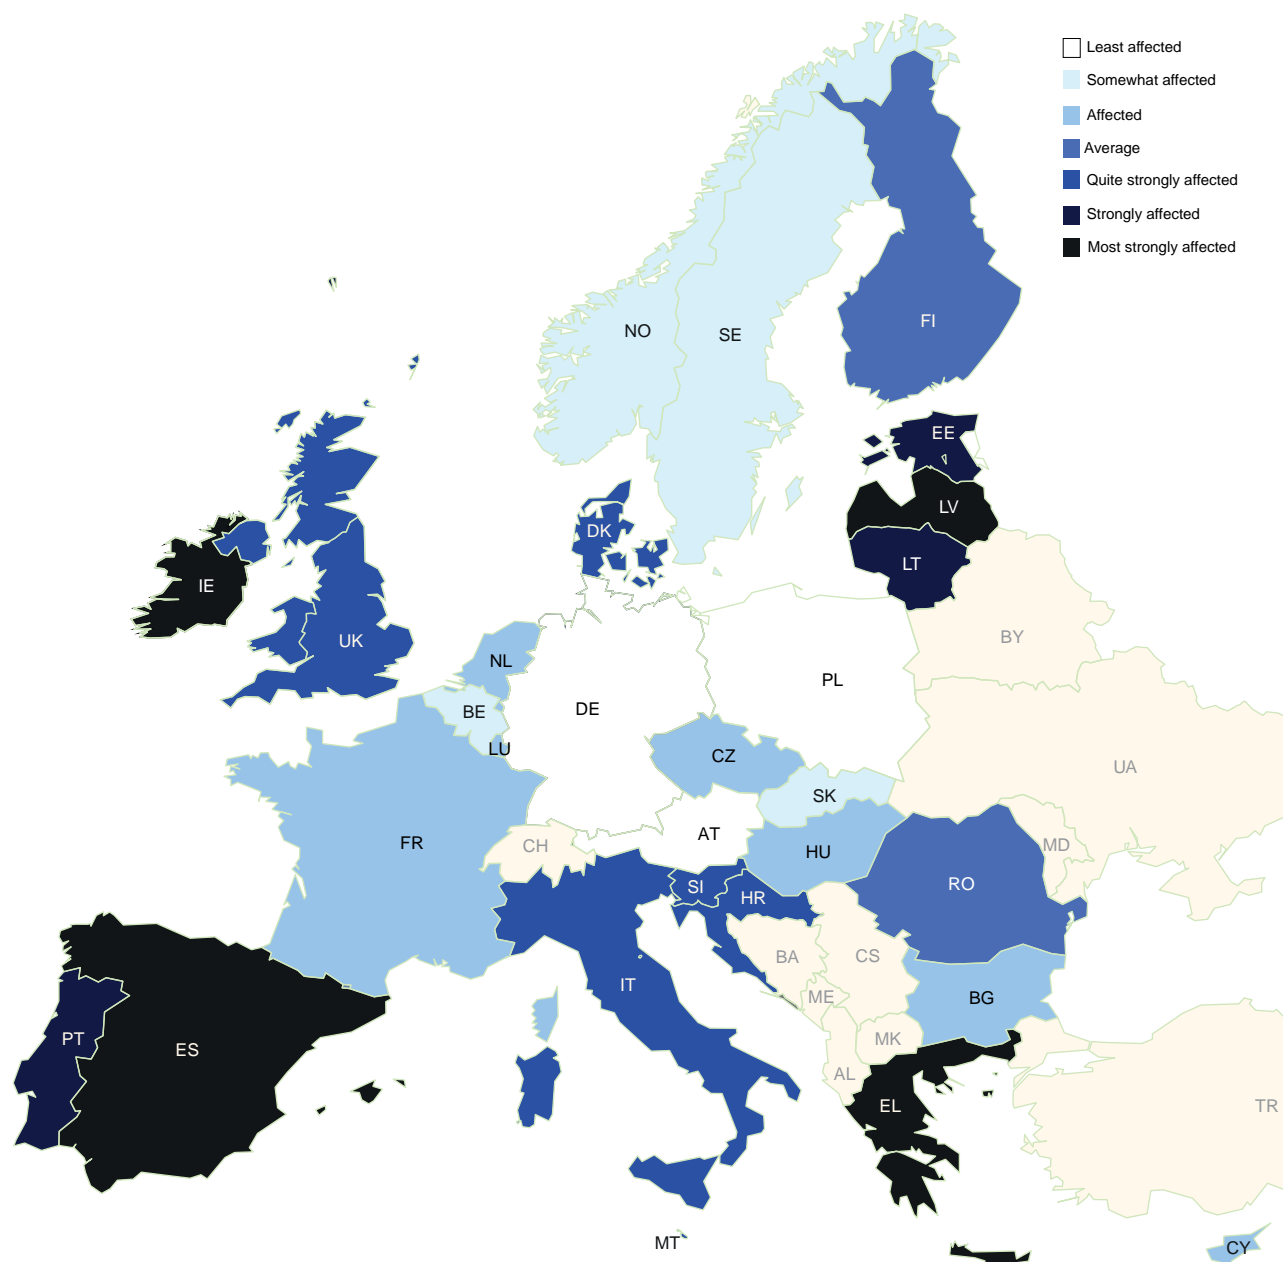 Least affected
Somewhat affected
Affected
Average
Quite strongly affected
Strongly affected
Most strongly affected
NO
SE
FI
EE
LV
DK
LT
IE
BY
UK
NL
PL
DE
BE
LU
CZ
UA
SK
AT
FR
CH
HU
MD
RO
SI
HR
BA
CS
IT
ME
BG
PT
MK
ES
AL
EL
TR
MT
CY